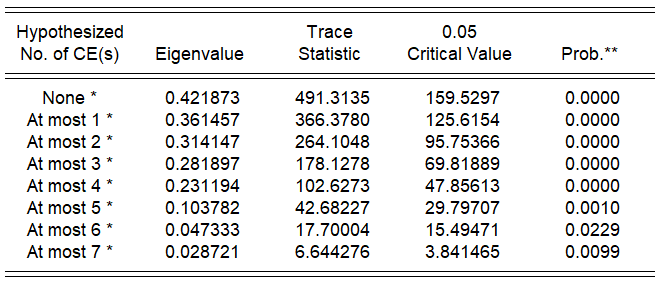 Hypothesized Trace 0.05
No. of CE(s) Eigenvalue Statistic Critical Value Prob.**
None * 0.421873 491.3135 159.5297 0.0000
At most 1 * 0.361457 366.3780 125.6154 0.0000
At most 2 * 0.314147 264.1048 95.75366 0.0000
At most 3 * 0.281897 178.1278 69.81889 0.0000
At most 4 * 0.231194 102.6273 47.85613 0.0000
At most 5 * 0.103782 42.68227 29.79707 0.0010
At most 6 * 0.047333 17.70004 15.49471 0.0229
At most 7 * 0.028721 6.644276 3.841465 0.0099